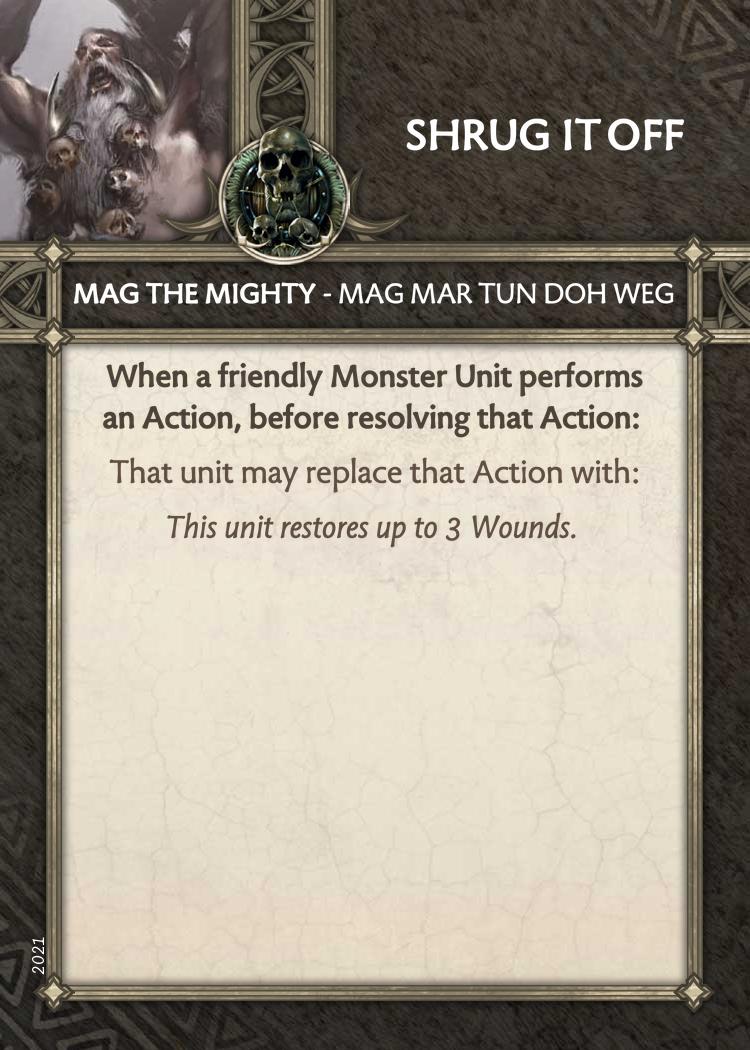 SHRUG IT OFF
MAG THE MIGHTY - MAG MAR TUN DOH WEG
When a friendly Monster Unit performs
an Action, before resolving that Action:
That unit may replace that Action with:
This unit restores up to 3 Wounds.
2021